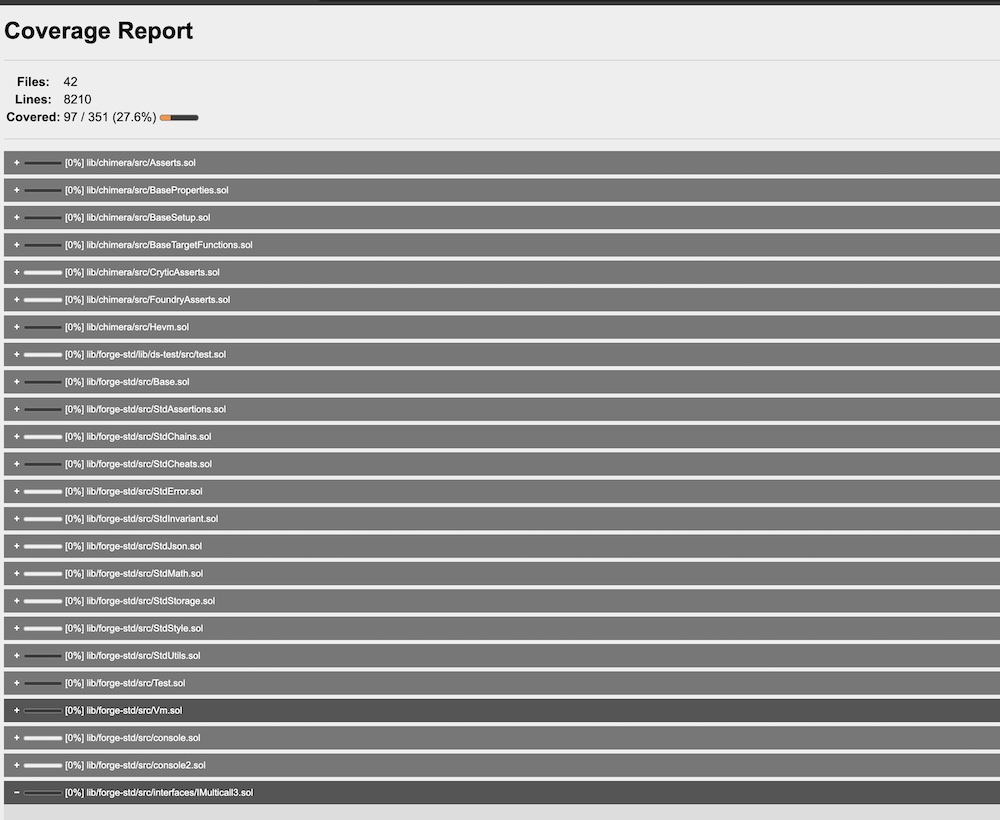 Coverage Report
Files: 42
Lines: 8210
Covered: 97 / 351 (27.6%)
+ [0%] lib/chimera/src/Asserts.sol
+ [0%] lib/chimera/src/BaseProperties.sol
+ [0%] lib/chimera/src/BaseSetup.sol
+ [0%] lib/chimera/src/BaseTargetFunctions.sol
+ [0%] lib/chimera/src/CryticAsserts.sol
+ [0%] lib/chimera/src/FoundryAsserts.sol
+ [0%] lib/chimera/src/Hevm.sol
+ [0%] lib/forge-std/lib/ds-test/src/test.sol
+ [0%] lib/forge-std/src/Base.sol
+ [0%] lib/forge-std/src/StdAssertions.sol
+ [0%] lib/forge-std/src/StdChains.sol
+ [0%] lib/forge-std/src/StdCheats.sol
+ [0%] lib/forge-std/src/StdError.sol
+ [0%] lib/forge-std/src/StdInvariant.sol
+ [0%] lib/forge-std/src/StdJson.sol
+ [0%] lib/forge-std/src/StdMath.sol
+ [0%] lib/forge-std/src/StdStorage.sol
+ [0%] lib/forge-std/src/StdStyle.sol
+ [0%] lib/forge-std/src/StdUtils.sol
+ [0%] lib/forge-std/src/Test.sol
+ [0%] lib/forge-std/src/Vm.sol
+ [0%] lib/forge-std/src/console.sol
+ [0%] lib/forge-std/src/console2.sol
− [0%] lib/forge-std/src/interfaces/IMulticall3.sol